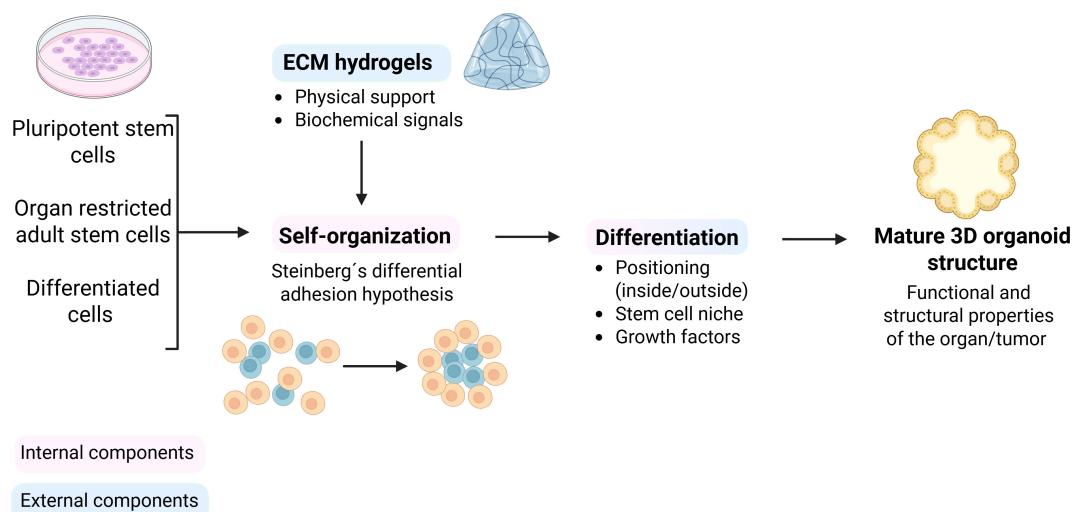 ECM hydrogels
• Physical support
• Biochemical signals
Pluripotent stem
cells
Organ restricted
adult stem cells
Differentiated
cells
Self-organization
Steinberg´s differential
adhesion hypothesis
Differentiation
• Positioning
(inside/outside)
• Stem cell niche
• Growth factors
Mature 3D organoid
structure
Functional and
structural properties
of the organ/tumor
Internal components
External components